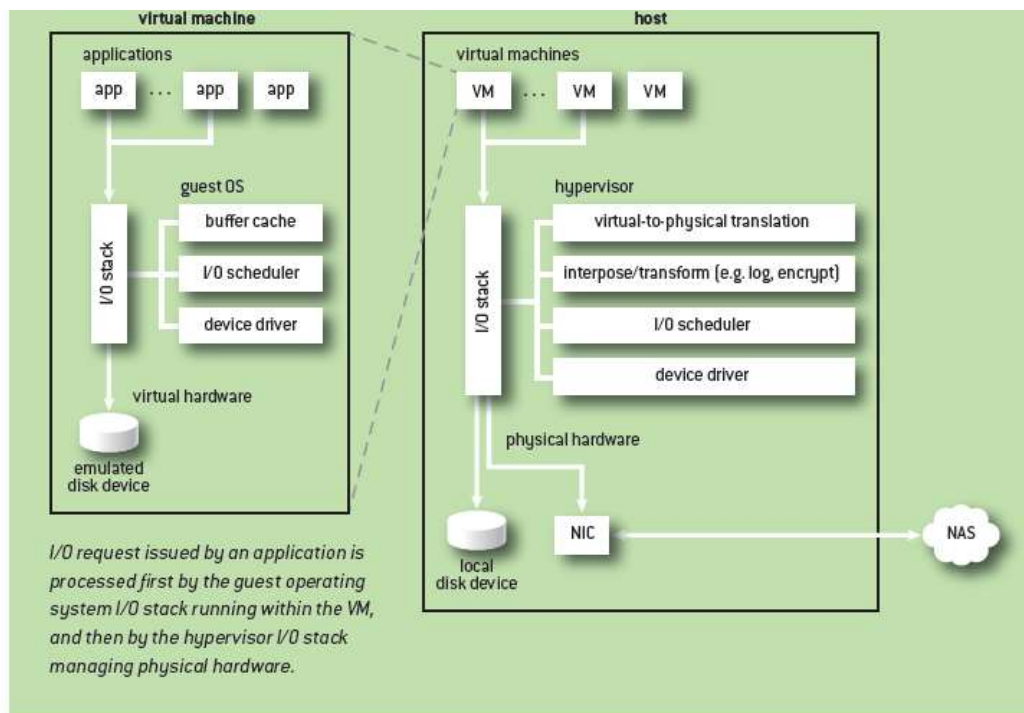 virtual machine
applications
app ... app app
guest OS
I/O stack
buffer cache
I/O scheduler
device driver
virtual hardware
emulated
disk device
I/O request issued by an application is
processed first by the guest operating
system I/O stack running within the VM,
and then by the hypervisor I/O stack
managing physical hardware.
host
virtual machines
VM ... VM VM
hypervisor
I/O stack
virtual-to-physical translation
interpose/transform (e.g. log, encrypt)
I/O scheduler
device driver
physical hardware
local
disk device
NIC
NAS